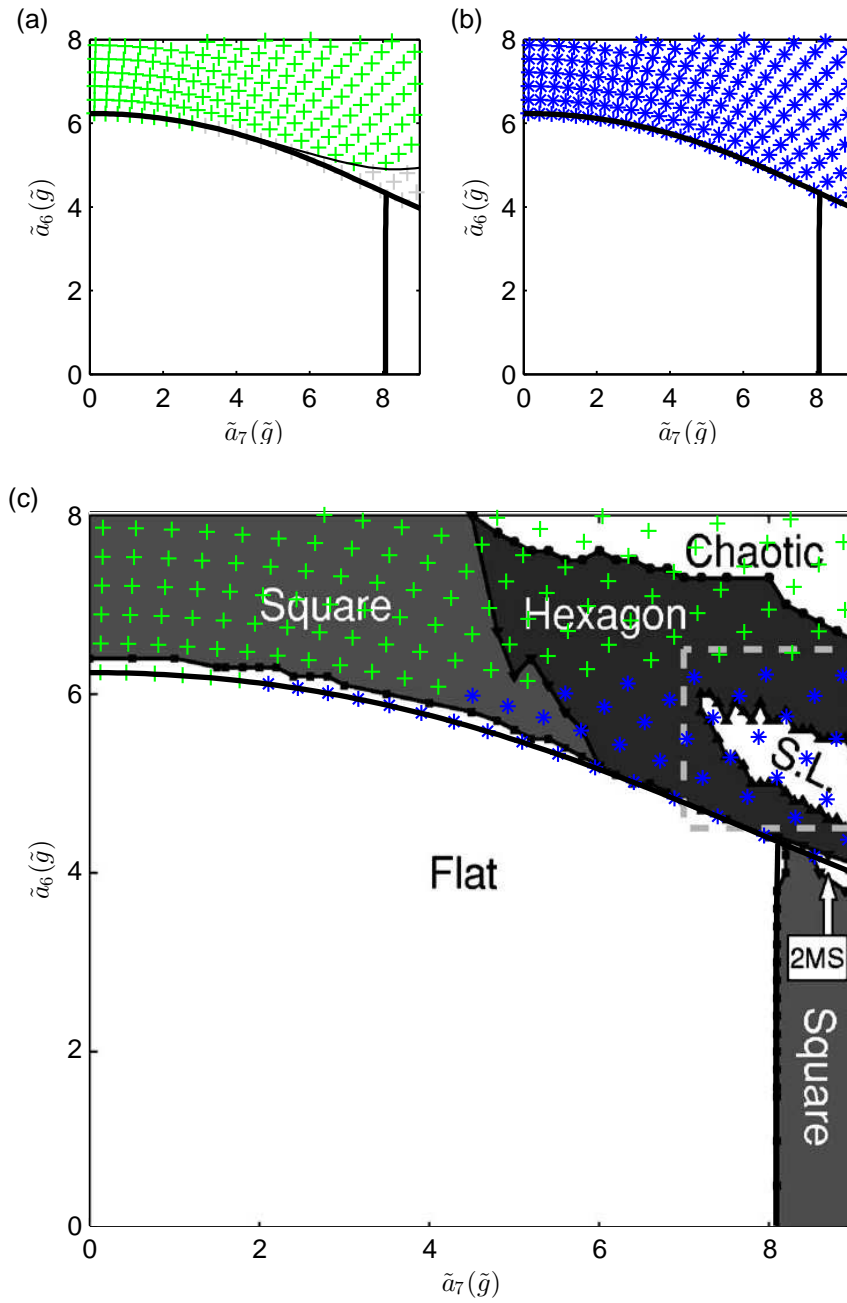 (a)
8
6
4
2
0
0 2 4 6 8
ã₆(g̃)
ã₇(g̃)
(b)
8
6
4
2
0
0 2 4 6 8
ã₆(g̃)
ã₇(g̃)
(c)
8
6
4
2
0
0 2 4 6 8
ã₆(g̃)
ã₇(g̃)
Chaotic
Square
Hexagon
S.L.
Flat
2MS
Square